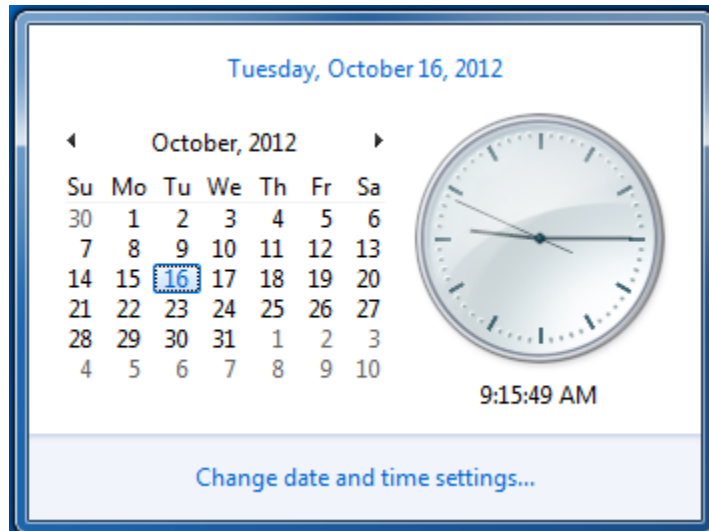 Tuesday, October 16, 2012
October, 2012
Su Mo Tu We Th Fr Sa
30 1 2 3 4 5 6
7 8 9 10 11 12 13
14 15 16 17 18 19 20
21 22 23 24 25 26 27
28 29 30 31 1 2 3
4 5 6 7 8 9 10
9:15:49 AM
Change date and time settings...